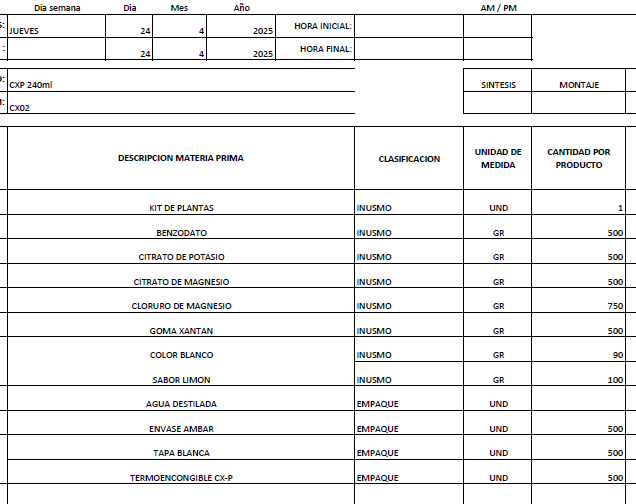 Dia semana Dia Mes Año AM / PM
S: JUEVES 24 4 2025 HORA INICIAL:
: 24 4 2025 HORA FINAL:
O: CXP 240ml SINTESIS MONTAJE
M: CX02
DESCRIPCION MATERIA PRIMA CLASIFICACION UNIDAD DE MEDIDA CANTIDAD POR PRODUCTO
KIT DE PLANTAS INUSMO UND 1
BENZODATO INUSMO GR 500
CITRATO DE POTASIO INUSMO GR 500
CITRATO DE MAGNESIO INUSMO GR 500
CLORURO DE MAGNESIO INUSMO GR 750
GOMA XANTAN INUSMO GR 500
COLOR BLANCO INUSMO GR 90
SABOR LIMON INUSMO GR 100
AGUA DESTILADA EMPAQUE UND
ENVASE AMBAR EMPAQUE UND 500
TAPA BLANCA EMPAQUE UND 500
TERMOENCONGIBLE CX-P EMPAQUE UND 500